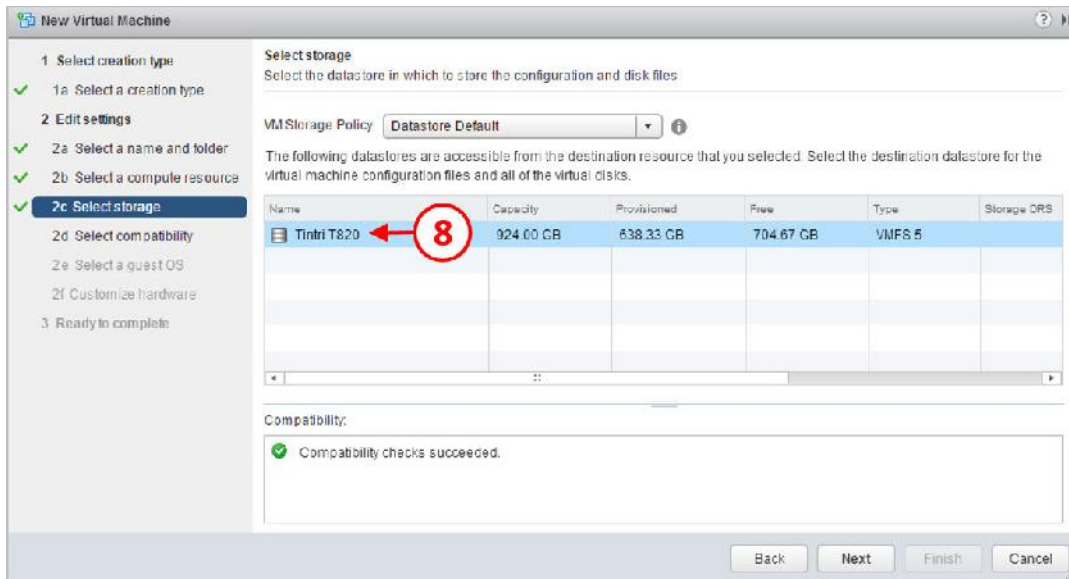 New Virtual Machine
1 Select creation type
1a Select a creation type
2 Edit settings
2a Select a name and folder
2b Select a compute resource
2c Select storage
2d Select compatibility
2e Select a guest OS
2f Customize hardware
3 Ready to complete
Select storage
Select the datastore in which to store the configuration and disk files
VM Storage Policy Datastore Default
The following datastores are accessible from the destination resource that you selected. Select the destination datastore for the
virtual machine configuration files and all of the virtual disks.
Name Capacity Provisioned Free Type Storage DRS
Tintri T820 8 924.00 GB 638.33 GB 704.67 GB VMFS 5
Compatibility:
Compatibility checks succeeded.
Back Next Finish Cancel